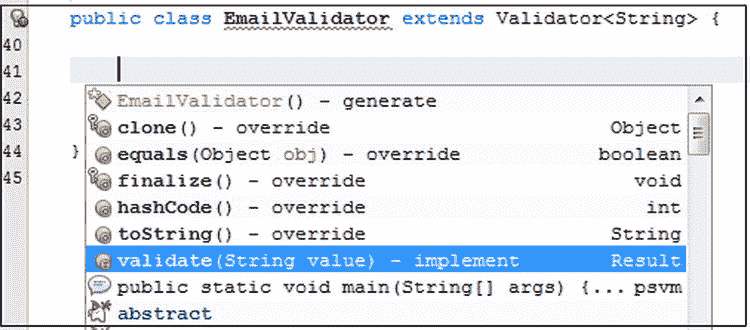 public class EmailValidator extends Validator<String> {
40
41
42 EmailValidator() - generate
clone() - override Object
43 equals(Object obj) - override boolean
44 } finalize() - override void
45 hashCode() - override int
toString() - override String
validate(String value) - implement Result
public static void main(String[] args) {... psvm
abstract